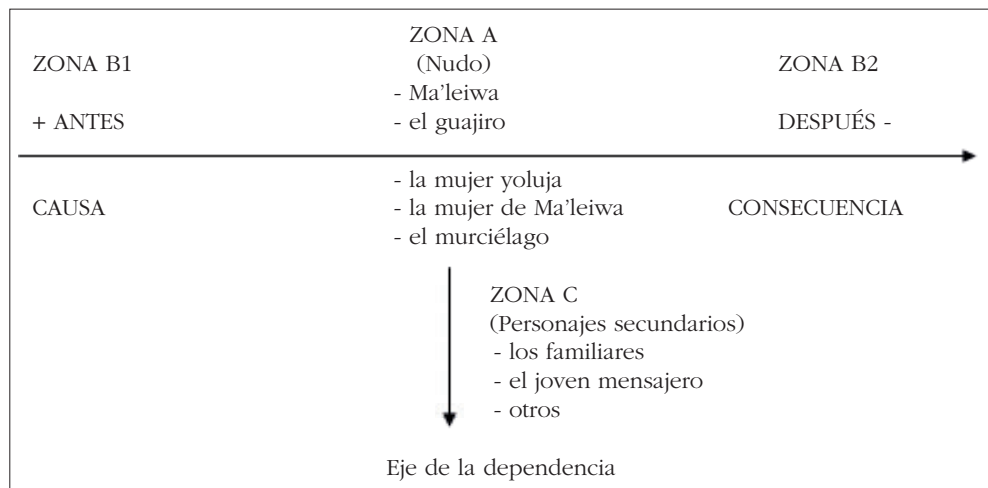 ZONA A
ZONA B1 (Nudo) ZONA B2
- Ma’leiwa
+ ANTES - el guajiro DESPUÉS -
- la mujer yoluja
CAUSA - la mujer de Ma’leiwa CONSECUENCIA
- el murciélago
ZONA C
(Personajes secundarios)
- los familiares
- el joven mensajero
- otros
Eje de la dependencia